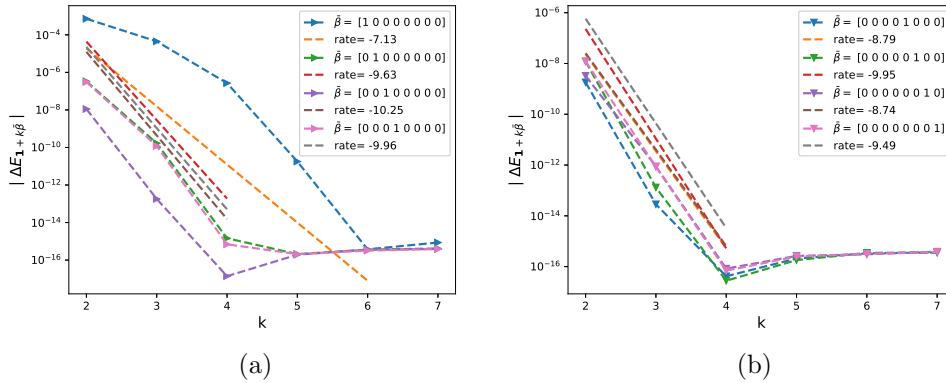 10⁻⁴
10⁻⁶
10⁻⁸
10⁻¹⁰
10⁻¹²
10⁻¹⁴
10⁻¹⁶
| ΔE₁₊ₖβ̄ |
β̄ = [1 0 0 0 0 0 0 0]
rate= -7.13
β̄ = [0 1 0 0 0 0 0 0]
rate= -9.63
β̄ = [0 0 1 0 0 0 0 0]
rate= -10.25
β̄ = [0 0 0 1 0 0 0 0]
rate= -9.96
2 3 4 5 6 7
k
(a)
10⁻⁶
10⁻⁸
10⁻¹⁰
10⁻¹²
10⁻¹⁴
10⁻¹⁶
| ΔE₁₊ₖβ̄ |
β̄ = [0 0 0 0 1 0 0 0]
rate= -8.79
β̄ = [0 0 0 0 0 1 0 0]
rate= -9.95
β̄ = [0 0 0 0 0 0 1 0]
rate= -8.74
β̄ = [0 0 0 0 0 0 0 1]
rate= -9.49
2 3 4 5 6 7
k
(b)